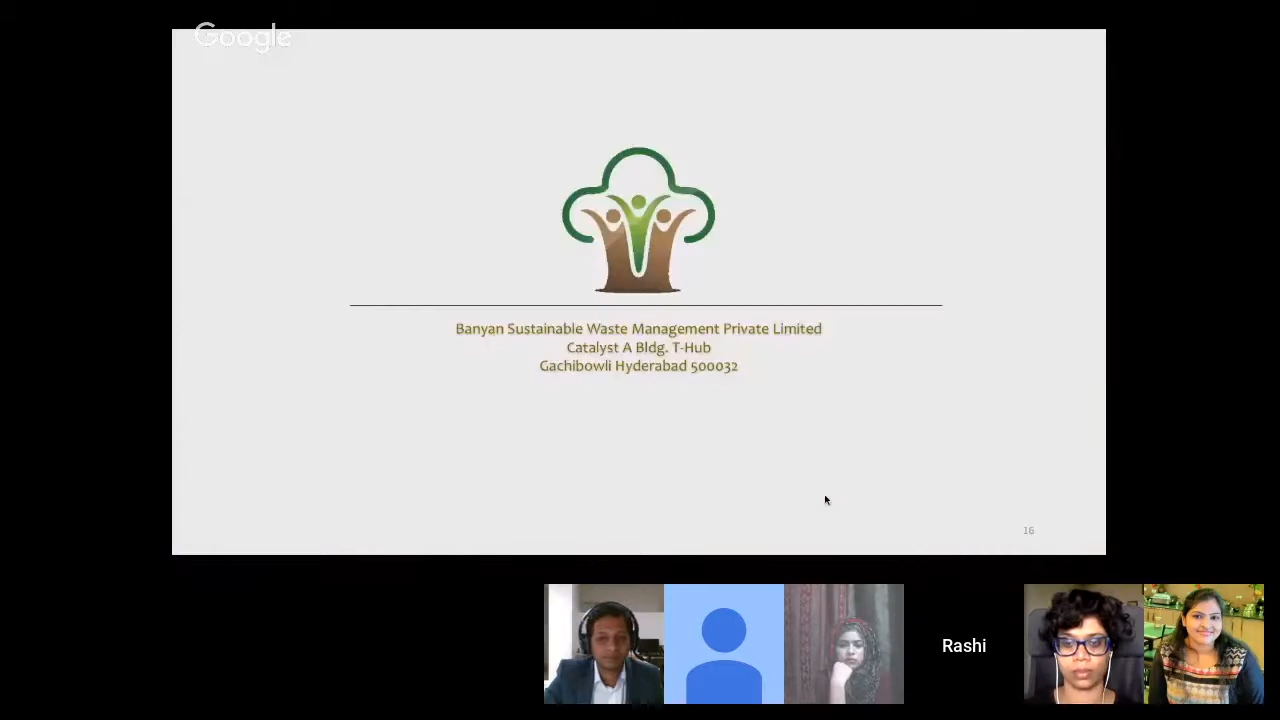 Google
Banyan Sustainable Waste Management Private Limited
Catalyst A Bldg. T-Hub
Gachibowli Hyderabad 500032
16
Rashi